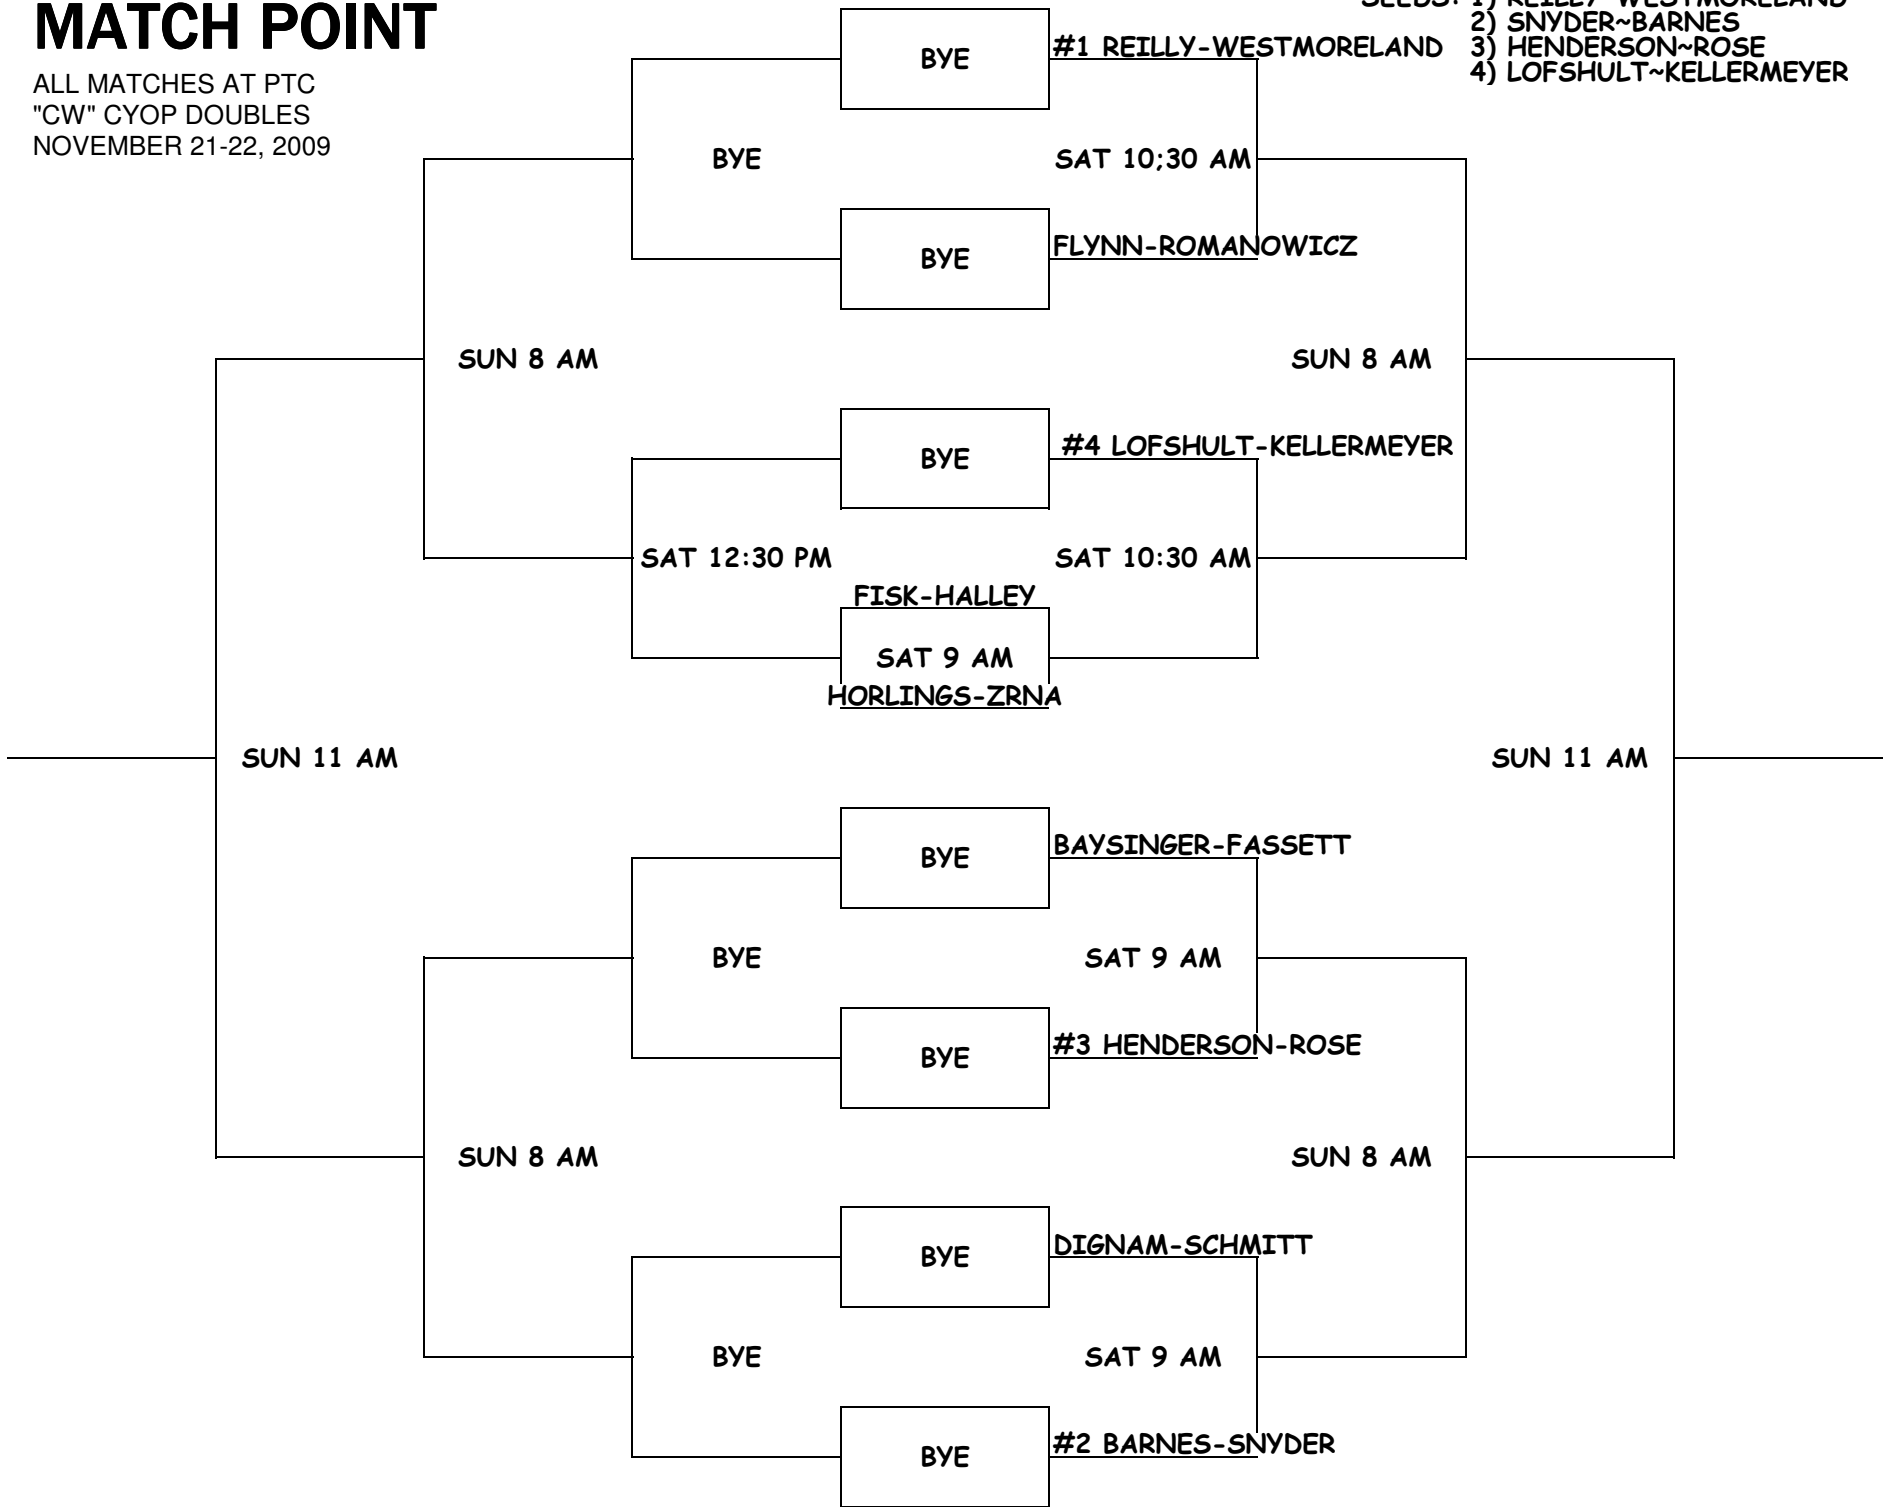 MATCH POINT
ALL MATCHES AT PTC
"CW" CYOP DOUBLES
NOVEMBER 21-22, 2009
SEEDS: 1) REILLY-WESTMORELAND
2) SNYDER~BARNES
3) HENDERSON~ROSE
4) LOFSHULT~KELLERMEYER
BYE
#1 REILLY-WESTMORELAND
BYE
SAT 10;30 AM
BYE
FLYNN-ROMANOWICZ
SUN 8 AM
SUN 8 AM
BYE
#4 LOFSHULT-KELLERMEYER
SAT 12:30 PM
SAT 10:30 AM
FISK-HALLEY
SAT 9 AM
HORLINGS-ZRNA
SUN 11 AM
SUN 11 AM
BYE
BAYSINGER-FASSETT
BYE
SAT 9 AM
BYE
#3 HENDERSON-ROSE
SUN 8 AM
SUN 8 AM
BYE
DIGNAM-SCHMITT
BYE
SAT 9 AM
BYE
#2 BARNES-SNYDER